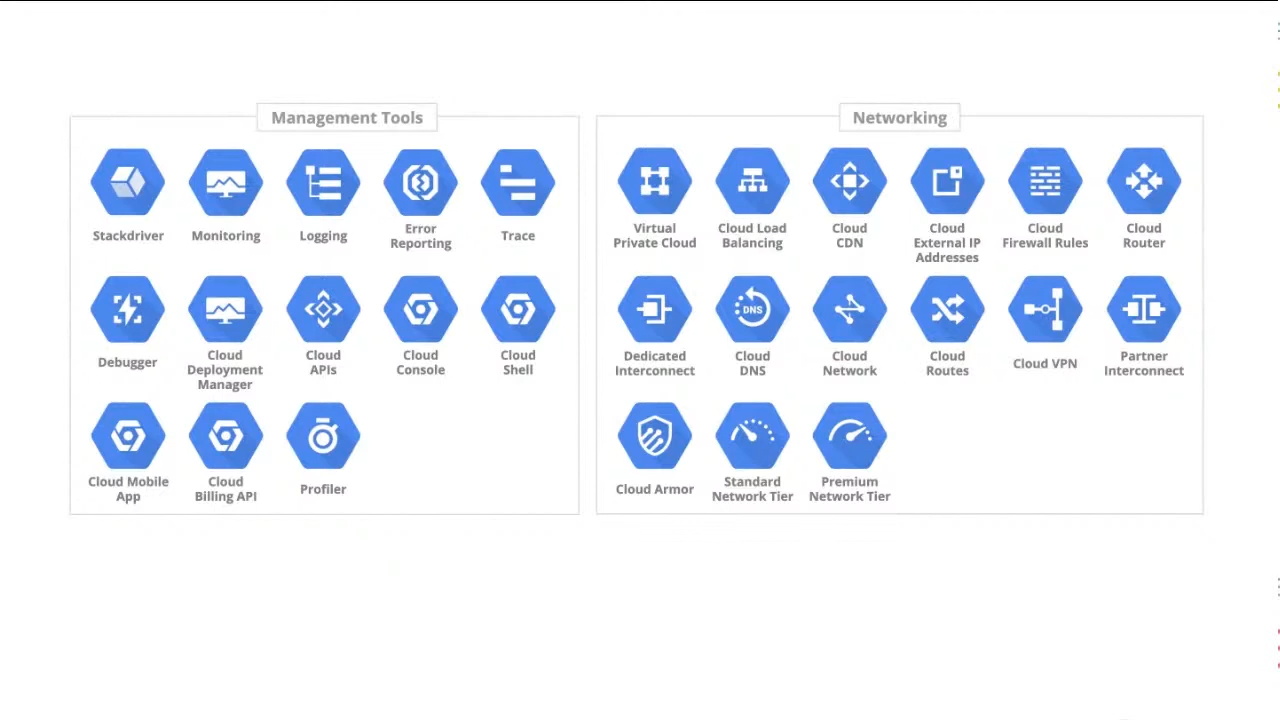 Management Tools
Stackdriver
Monitoring
Logging
Error
Reporting
Trace
Debugger
Cloud
Deployment
Manager
Cloud
APIs
Cloud
Console
Cloud
Shell
Cloud Mobile
App
Cloud
Billing API
Profiler
Networking
Virtual
Private Cloud
Cloud Load
Balancing
Cloud
CDN
Cloud
External IP
Addresses
Cloud
Firewall Rules
Cloud
Router
Dedicated
Interconnect
DNS
Cloud
DNS
Cloud
Network
Cloud
Routes
Cloud VPN
Partner
Interconnect
Cloud Armor
Standard
Network Tier
Premium
Network Tier